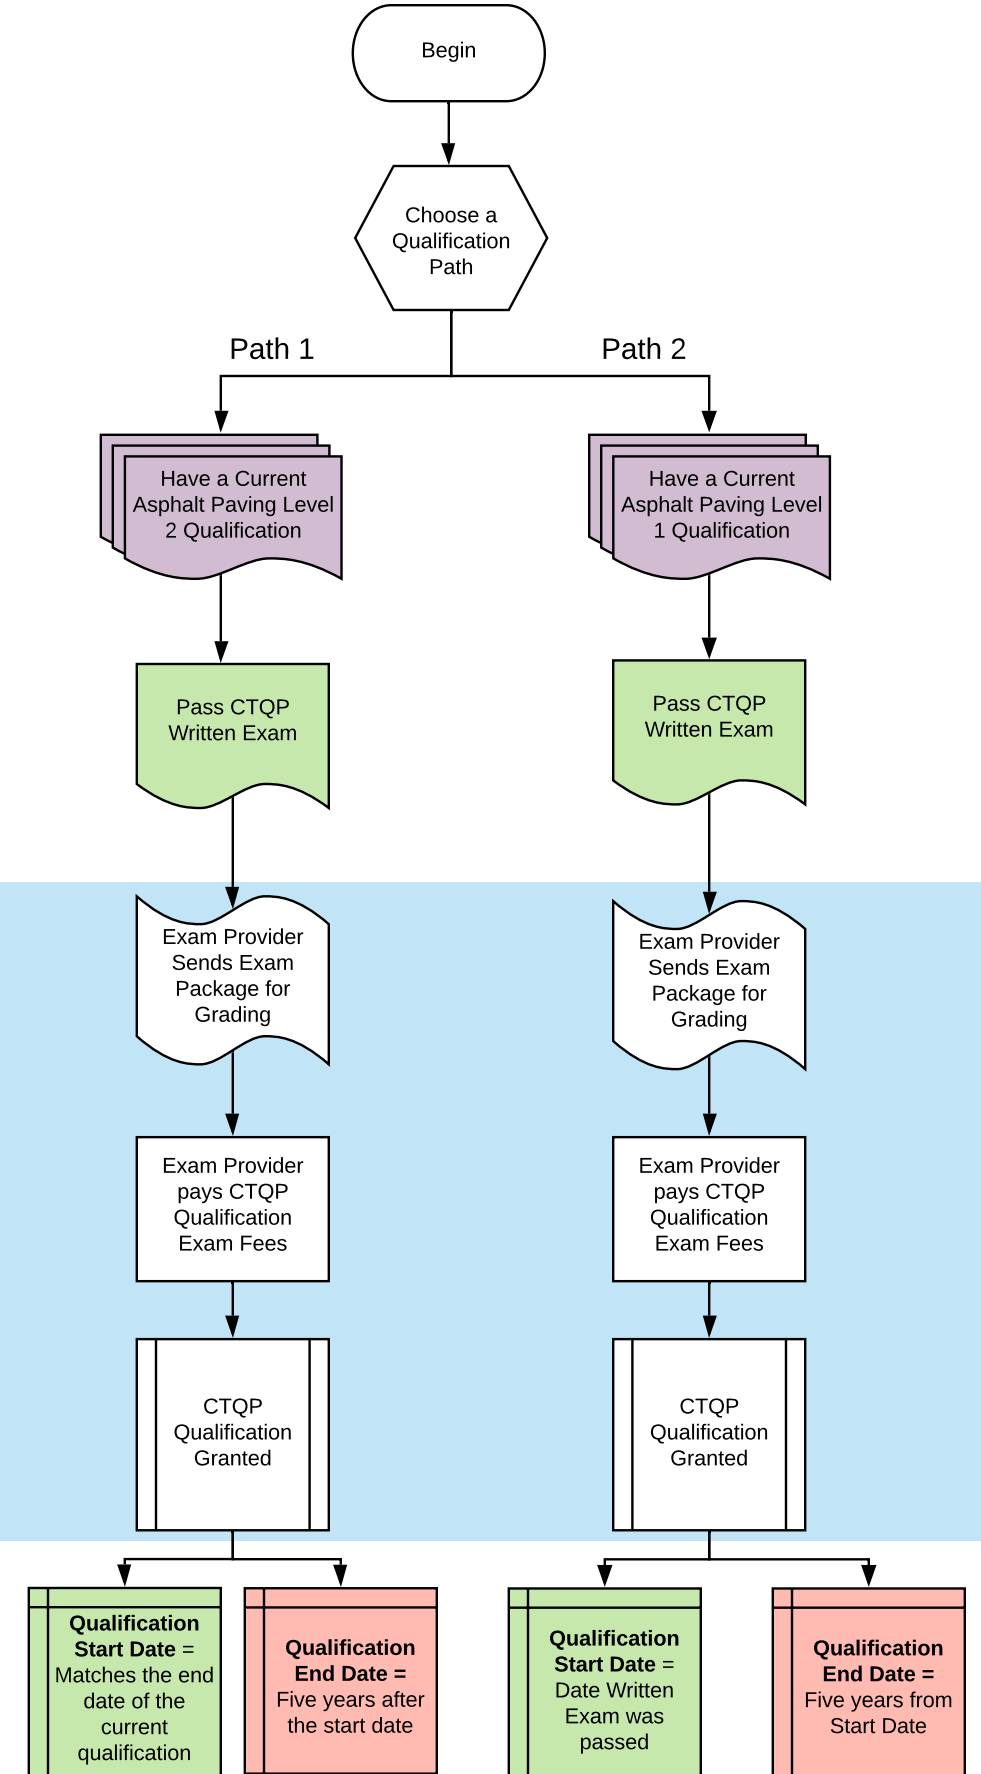 Begin
Choose a
Qualification
Path
Path 1
Path 2
Have a Current
Asphalt Paving Level
2 Qualification
Have a Current
Asphalt Paving Level
1 Qualification
Pass CTQP
Written Exam
Pass CTQP
Written Exam
Exam Provider
Sends Exam
Package for
Grading
Exam Provider
Sends Exam
Package for
Grading
Exam Provider
pays CTQP
Qualification
Exam Fees
Exam Provider
pays CTQP
Qualification
Exam Fees
CTQP
Qualification
Granted
CTQP
Qualification
Granted
Qualification
Start Date =
Matches the end
date of the
current
qualification
Qualification
End Date =
Five years after
the start date
Qualification
Start Date =
Date Written
Exam was
passed
Qualification
End Date =
Five years from
Start Date